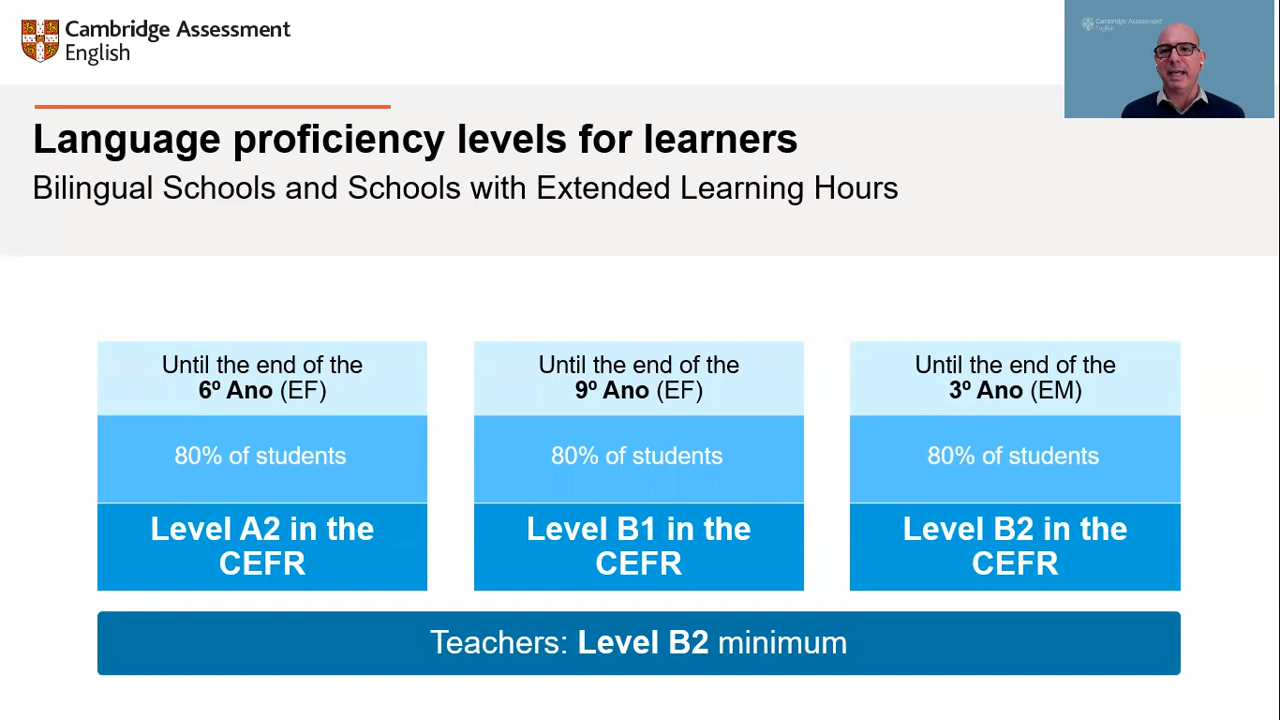 Cambridge Assessment
English
Cambridge Assessment
English
Language proficiency levels for learners
Bilingual Schools and Schools with Extended Learning Hours
Until the end of the
6º Ano (EF)
80% of students
Level A2 in the
CEFR
Until the end of the
9º Ano (EF)
80% of students
Level B1 in the
CEFR
Until the end of the
3º Ano (EM)
80% of students
Level B2 in the
CEFR
Teachers: Level B2 minimum